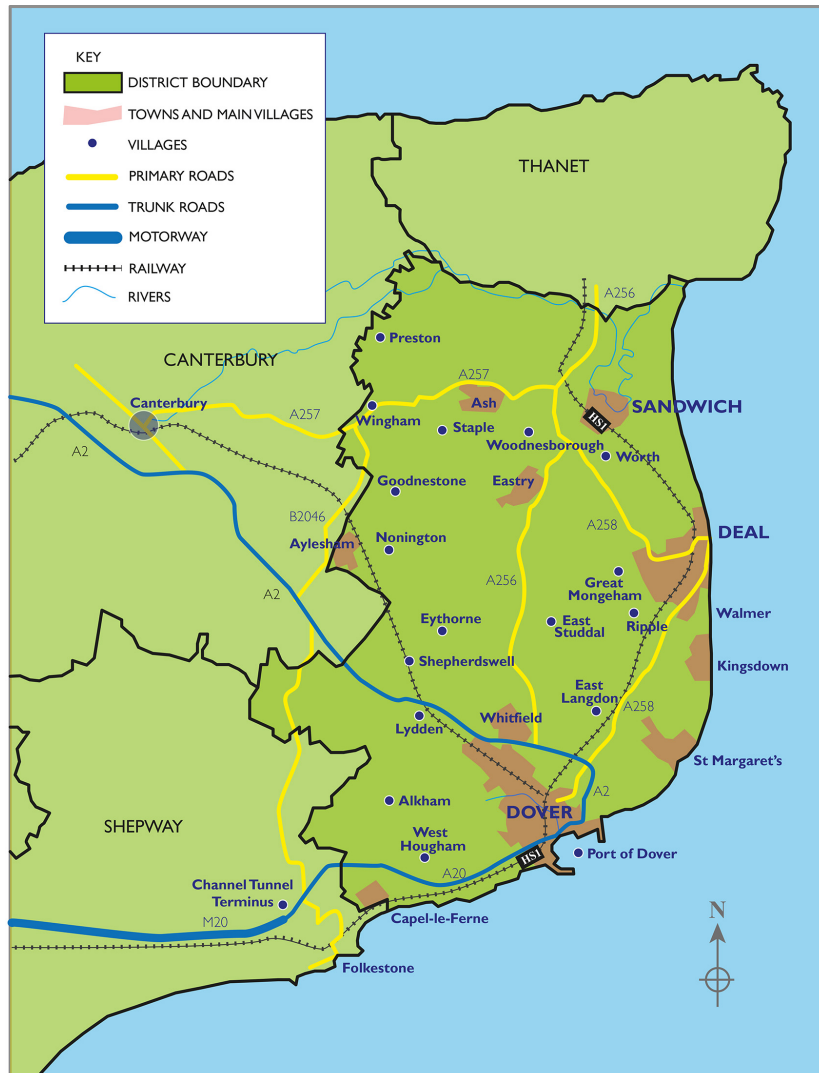 KEY
DISTRICT BOUNDARY
TOWNS AND MAIN VILLAGES
VILLAGES
PRIMARY ROADS
TRUNK ROADS
MOTORWAY
RAILWAY
RIVERS
THANET
A256
Preston
CANTERBURY
A257
Canterbury
A257
Wingham
Ash
SANDWICH
HS1
Staple
Woodnesborough
A2
Worth
Goodnestone
Eastry
B2046
A258
DEAL
Aylesham
Nonington
A256
Great
Mongeham
A2
Walmer
Eythorne
East
Studdal
Ripple
Shepherdswell
Kingsdown
East
Langdon
A258
Lydden
Whitfield
St Margaret's
A2
Alkham
DOVER
SHEPWAY
West
Hougham
HS1
Port of Dover
A20
Channel Tunnel
Terminus
M20
Capel-le-Ferne
N
Folkestone